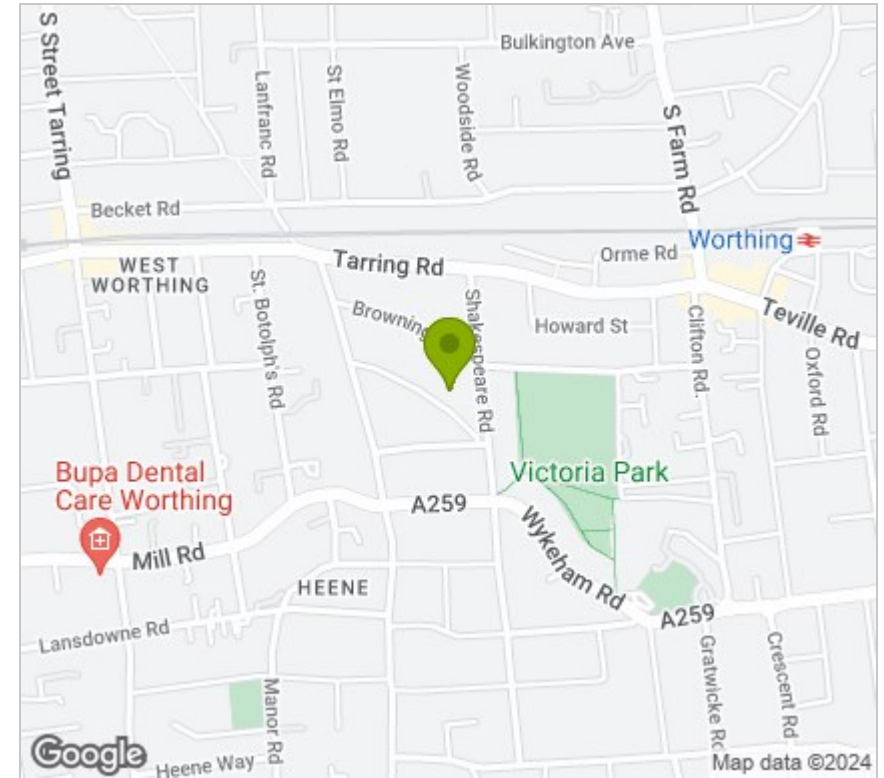 S Street Tarring
Lanfranc Rd
St Elmo Rd
Woodside Rd
Bulkington Ave
S Farm Rd
Becket Rd
WEST
WORTHING
St. Botolph's Rd
Tarring Rd
Orme Rd
Worthing
Browning
Shakespeare Rd
Howard St
Clifton Rd.
Teville Rd
Oxford Rd
Bupa Dental
Care Worthing
Victoria Park
A259
Mill Rd
Wykeham Rd
HEENE
A259
Lansdowne Rd
Manor Rd
Gratwicke Rd
Crescent Rd
Google
Heene Way
Map data ©2024